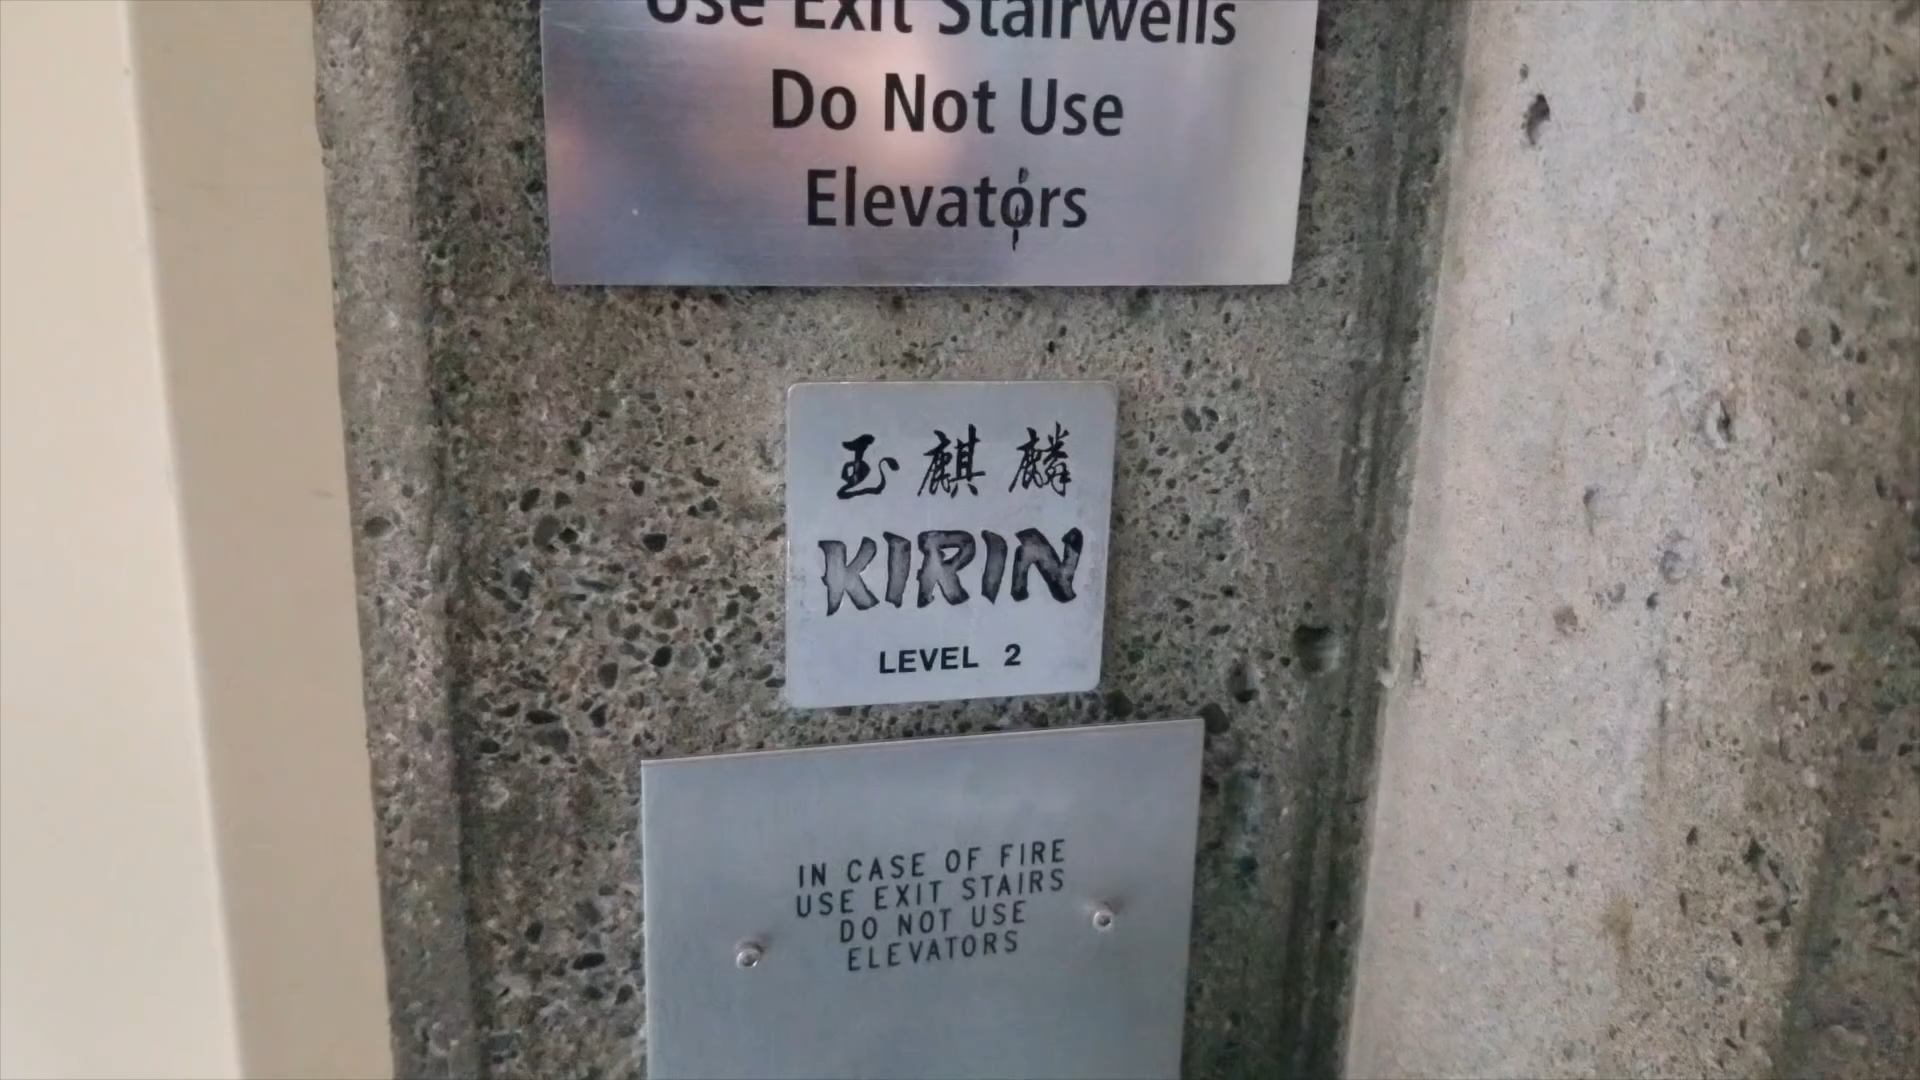 Use Exit Stairwells
Do Not Use
Elevators
玉麒麟
KIRIN
LEVEL 2
IN CASE OF FIRE
USE EXIT STAIRS
DO NOT USE
ELEVATORS